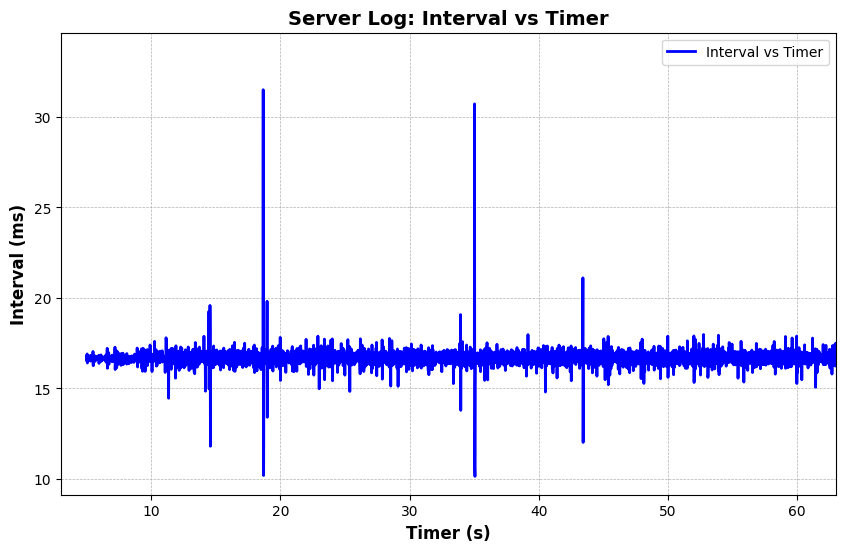 Server Log: Interval vs Timer
Interval vs Timer
30
25
20
15
10
Interval (ms)
10 20 30 40 50 60
Timer (s)